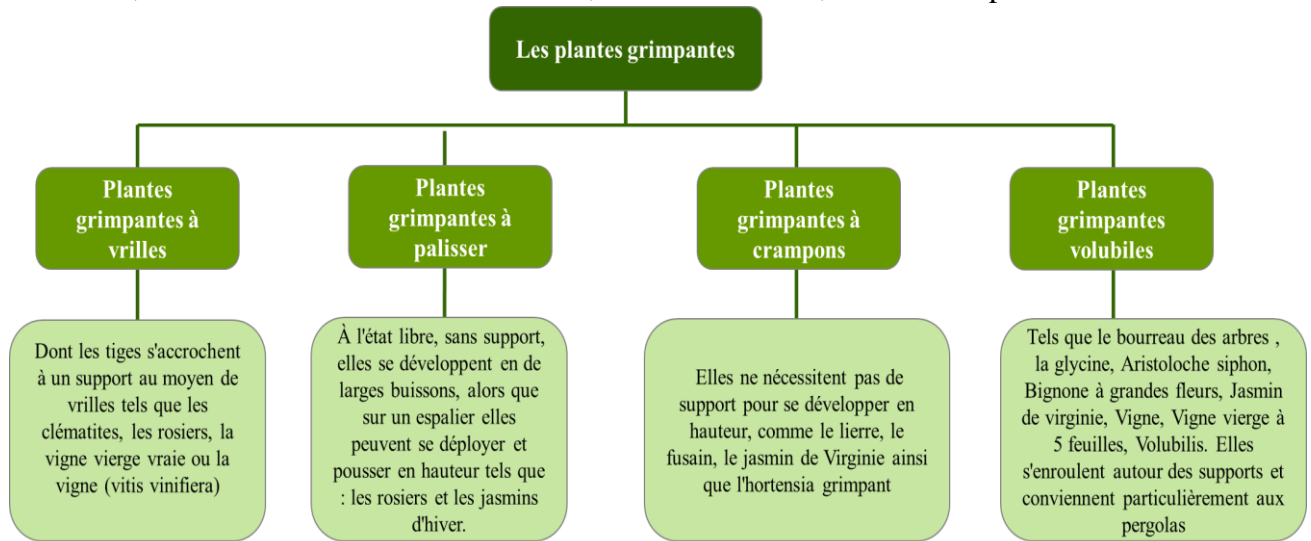 Les plantes grimpantes
Plantes
grimpantes à
vrilles
Plantes
grimpantes à
palisser
Plantes
grimpantes à
crampons
Plantes
grimpantes
volubiles
Dont les tiges s'accrochent
à un support au moyen de
vrilles tels que les
clématites, les rosiers, la
vigne vierge vraie ou la
vigne (vitis vinifiera)
À l'état libre, sans support,
elles se développent en de
larges buissons, alors que
sur un espalier elles
peuvent se déployer et
pousser en hauteur tels que
: les rosiers et les jasmins
d'hiver.
Elles ne nécessitent pas de
support pour se développer en
hauteur, comme le lierre, le
fusain, le jasmin de Virginie ainsi
que l'hortensia grimpant
Tels que le bourreau des arbres ,
la glycine, Aristoloche siphon,
Bignone à grandes fleurs, Jasmin
de virginie, Vigne, Vigne vierge à
5 feuilles, Volubilis. Elles
s'enroulent autour des supports et
conviennent particulièrement aux
pergolas